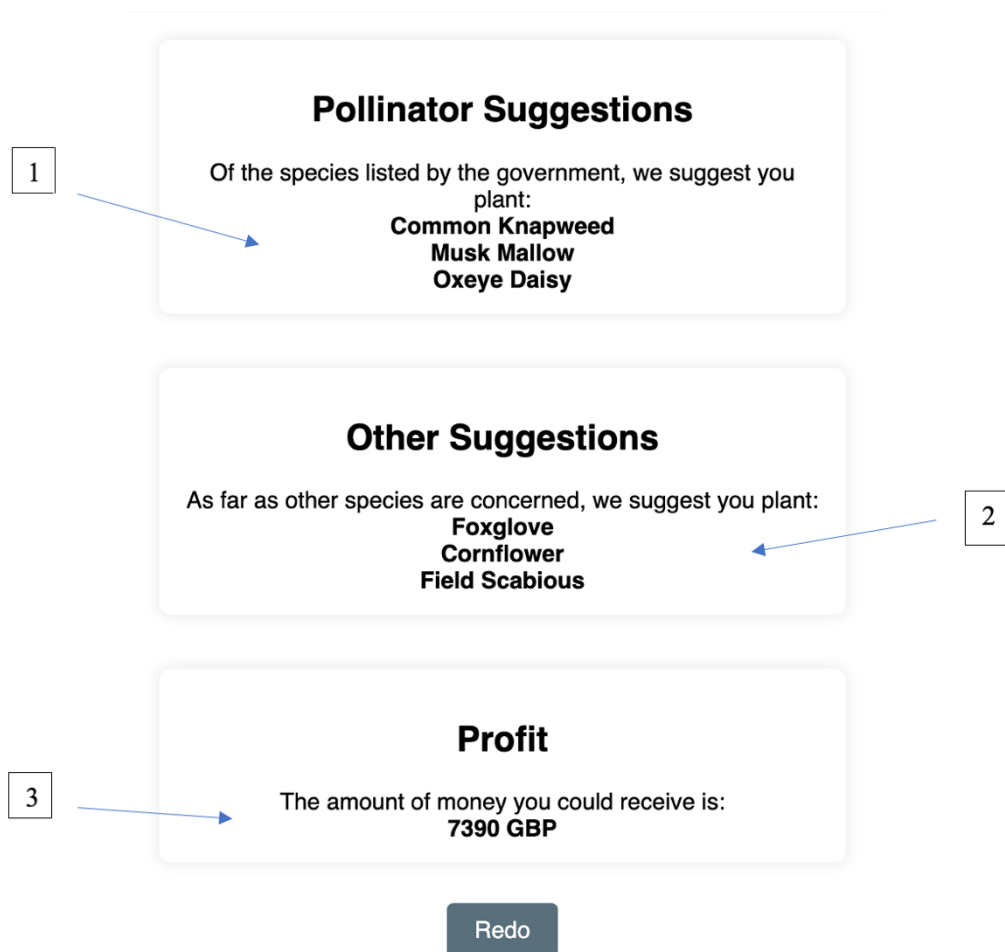 Pollinator Suggestions
1
Of the species listed by the government, we suggest you
plant:
Common Knapweed
Musk Mallow
Oxeye Daisy
Other Suggestions
As far as other species are concerned, we suggest you plant:
Foxglove
2
Cornflower
Field Scabious
Profit
3
The amount of money you could receive is:
7390 GBP
Redo